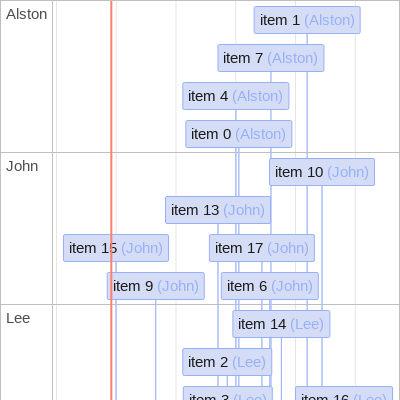 Alston
item 1 (Alston)
item 7 (Alston)
item 4 (Alston)
item 0 (Alston)
John
item 10 (John)
item 13 (John)
item 15 (John)
item 17 (John)
item 9 (John)
item 6 (John)
Lee
item 14 (Lee)
item 2 (Lee)
item 3 (Lee)
item 16 (Lee)